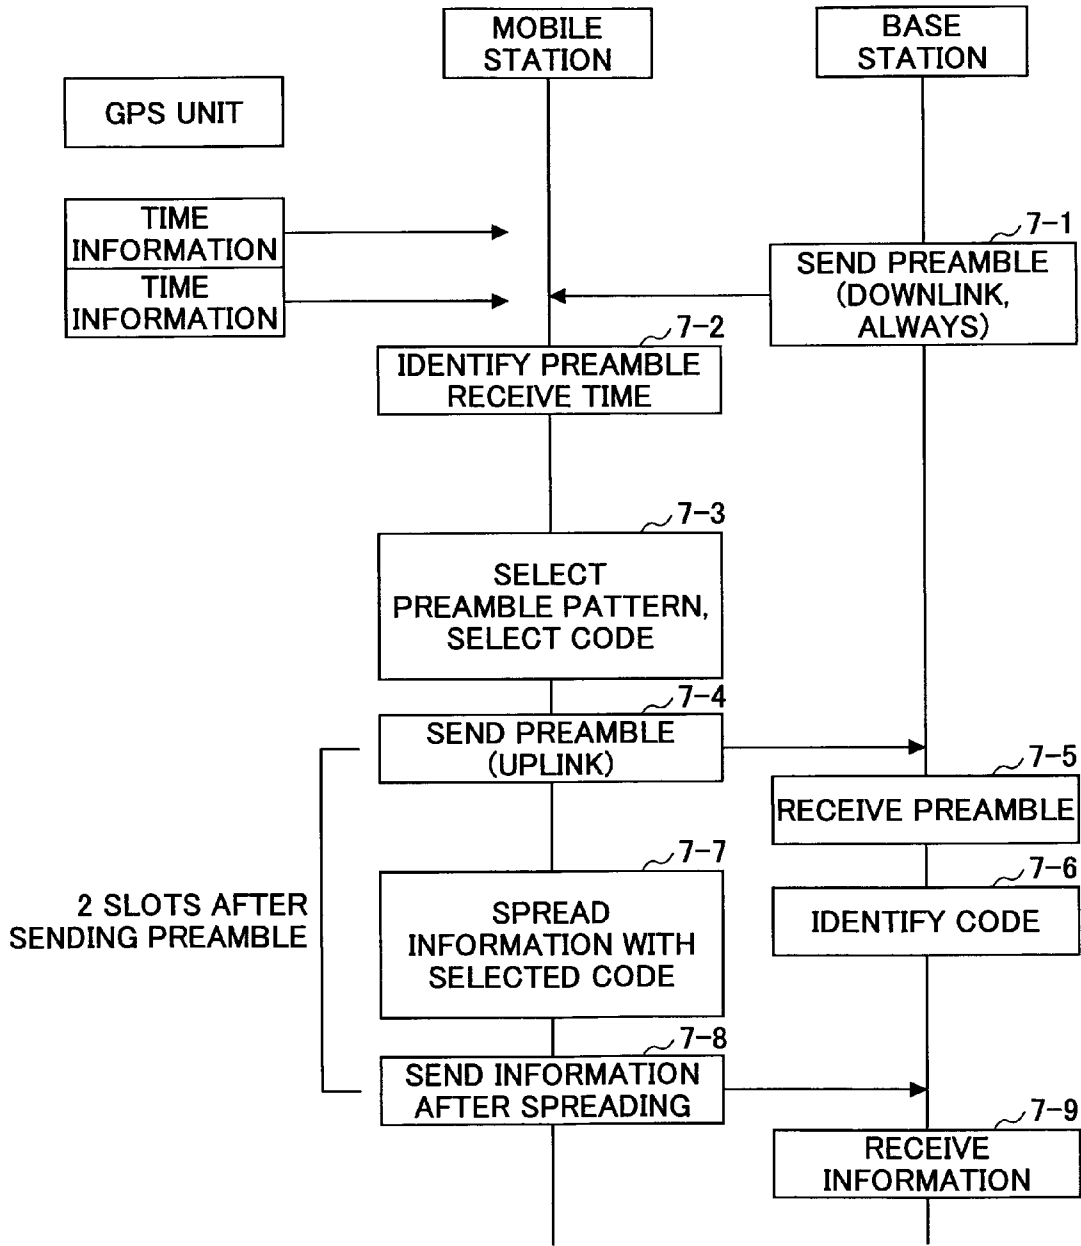 MOBILE
STATION
BASE
STATION
GPS UNIT
TIME
INFORMATION
TIME
INFORMATION
7-1
SEND PREAMBLE
(DOWNLINK,
ALWAYS)
7-2
IDENTIFY PREAMBLE
RECEIVE TIME
7-3
SELECT
PREAMBLE PATTERN,
SELECT CODE
7-4
SEND PREAMBLE
(UPLINK)
7-5
RECEIVE PREAMBLE
7-6
IDENTIFY CODE
2 SLOTS AFTER
SENDING PREAMBLE
7-7
SPREAD
INFORMATION WITH
SELECTED CODE
7-8
SEND INFORMATION
AFTER SPREADING
7-9
RECEIVE
INFORMATION